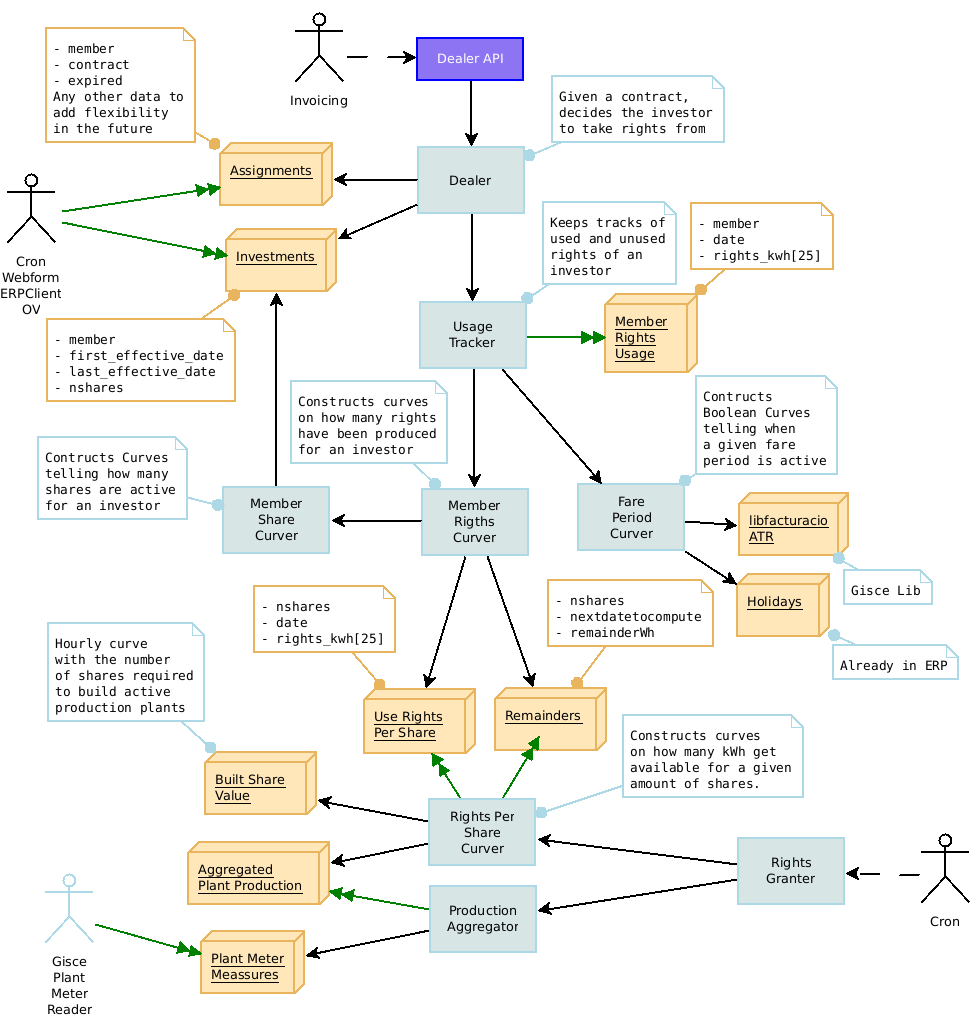 - member
- contract
- expired
Any other data to
add flexibility
in the future
Invoicing
Dealer API
Given a contract,
decides the investor
to take rights from
Assignments
Dealer
Cron
Webform
ERPClient
OV
Investments
Keeps tracks of
used and unused
rights of an
investor
- member
- date
- rights_kwh[25]
- member
- first_effective_date
- last_effective_date
- nshares
Usage
Tracker
Member
Rights
Usage
Constructs curves
on how many rights
have been produced
for an investor
Contructs
Boolean Curves
telling when
a given fare
period is active
Contructs Curves
telling how many
shares are active
for an investor
Member
Share
Curver
Member
Rigths
Curver
Fare
Period
Curver
libfacturacio
ATR
Gisce Lib
Holidays
Already in ERP
- nshares
- date
- rights_kwh[25]
- nshares
- nextdatetocompute
- remainderWh
Hourly curve
with the number
of shares required
to build active
production plants
Use Rights
Per Share
Remainders
Constructs curves
on how many kWh get
available for a given
amount of shares.
Built Share
Value
Rights Per
Share
Curver
Aggregated
Plant Production
Rights
Granter
Cron
Production
Aggregator
Gisce
Plant
Meter
Reader
Plant Meter
Meassures